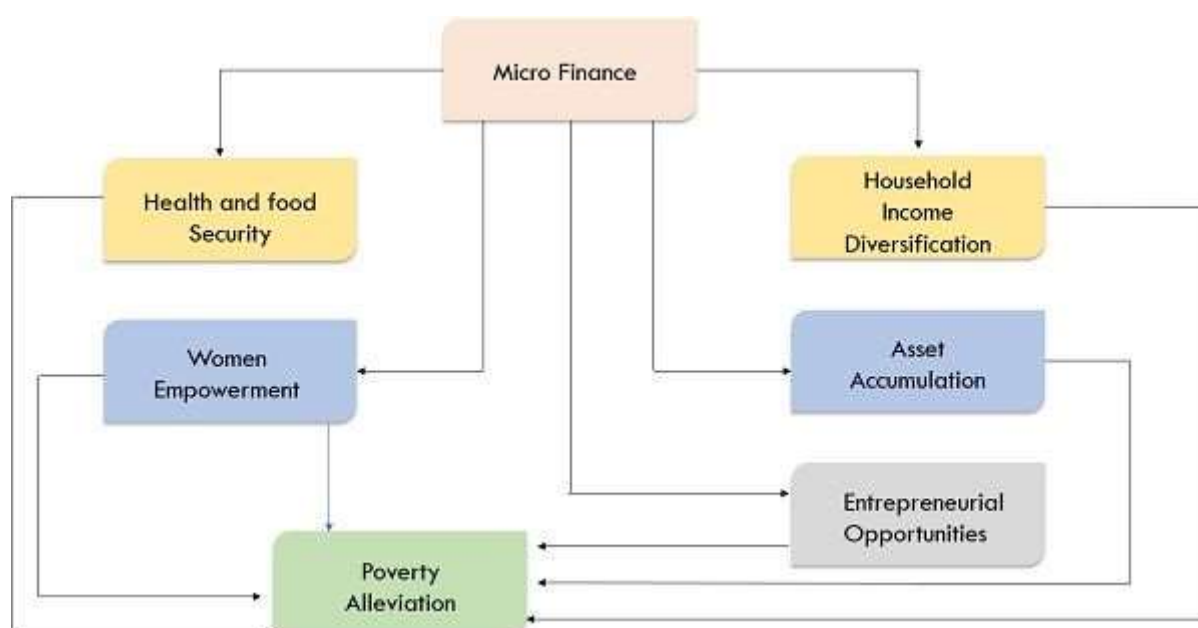 Micro Finance
Health and food
Security
Household
Income
Diversification
Women
Empowerment
Asset
Accumulation
Entrepreneurial
Opportunities
Poverty
Alleviation